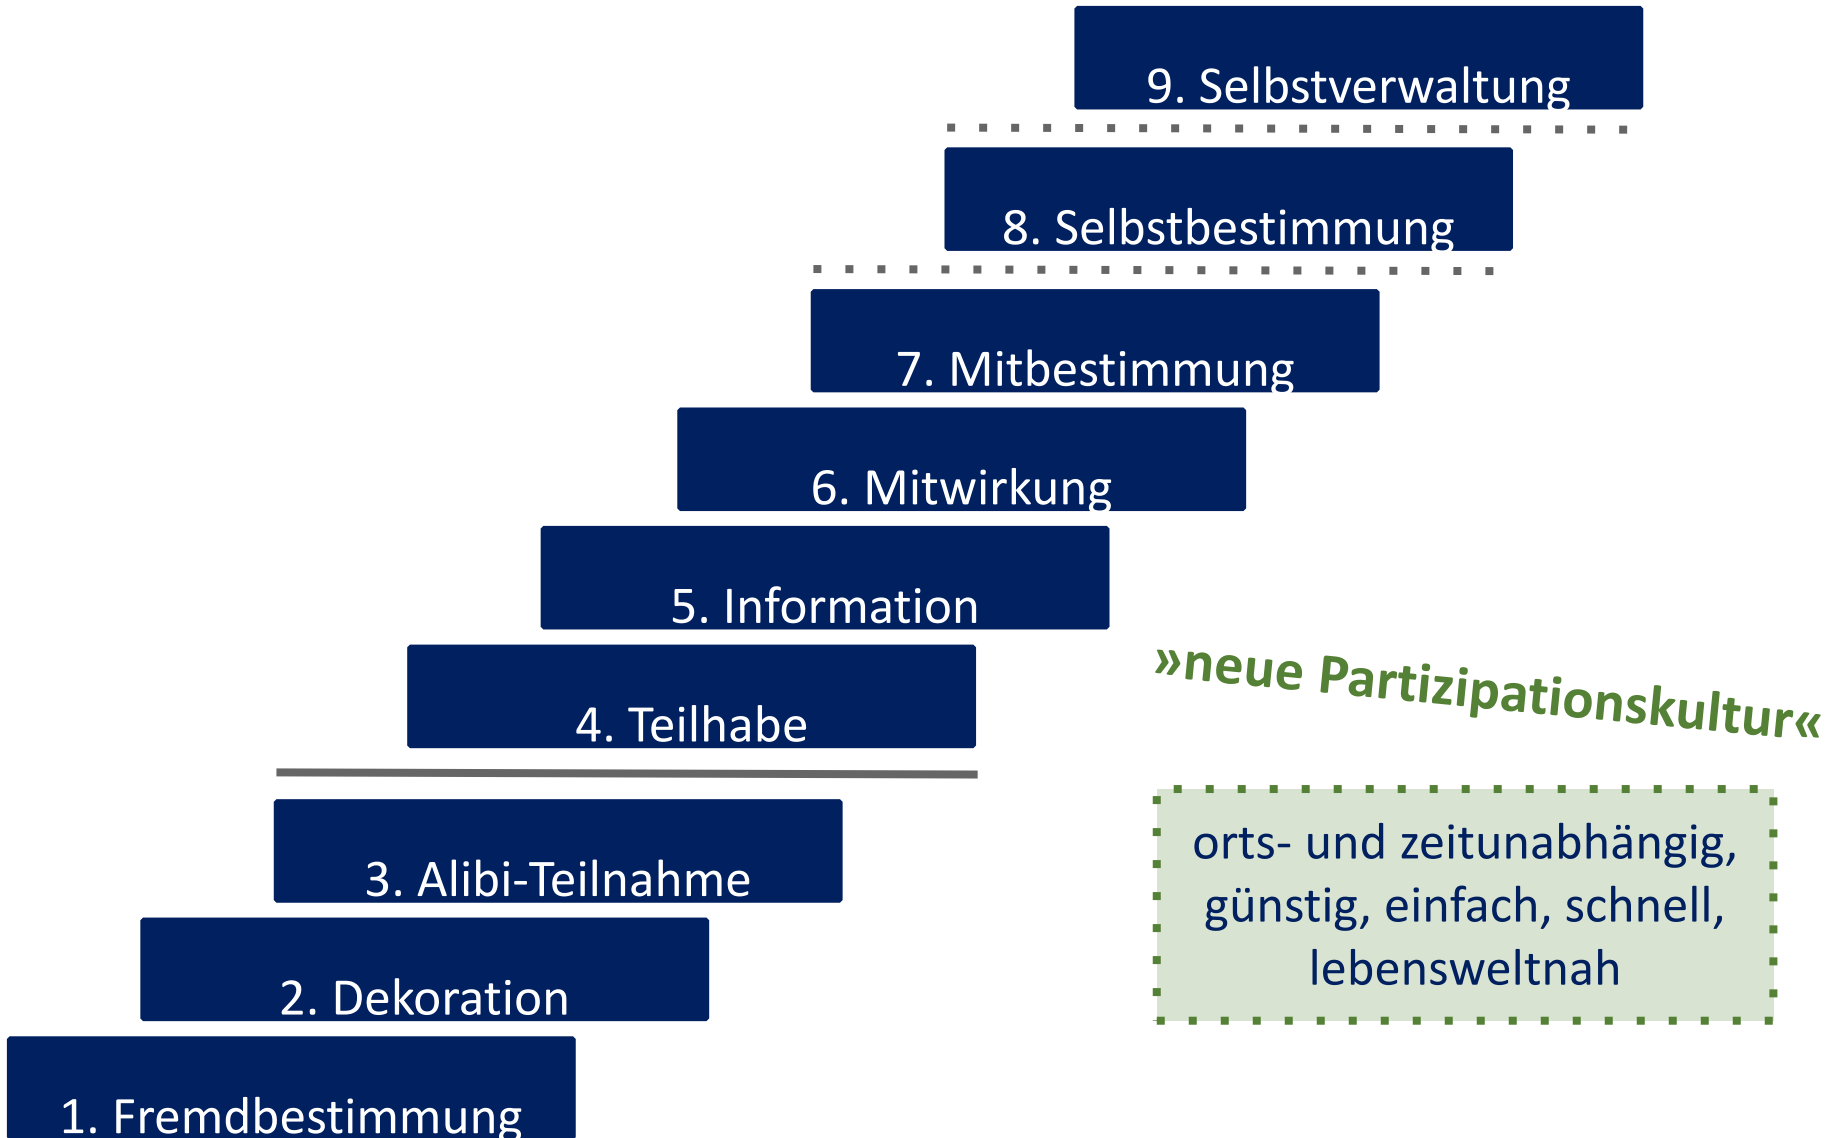 9. Selbstverwaltung
8. Selbstbestimmung
7. Mitbestimmung
6. Mitwirkung
5. Information
4. Teilhabe
3. Alibi-Teilnahme
2. Dekoration
1. Fremdbestimmung
»neue Partizipationskultur«
orts- und zeitunabhängig,
günstig, einfach, schnell,
lebensweltnah